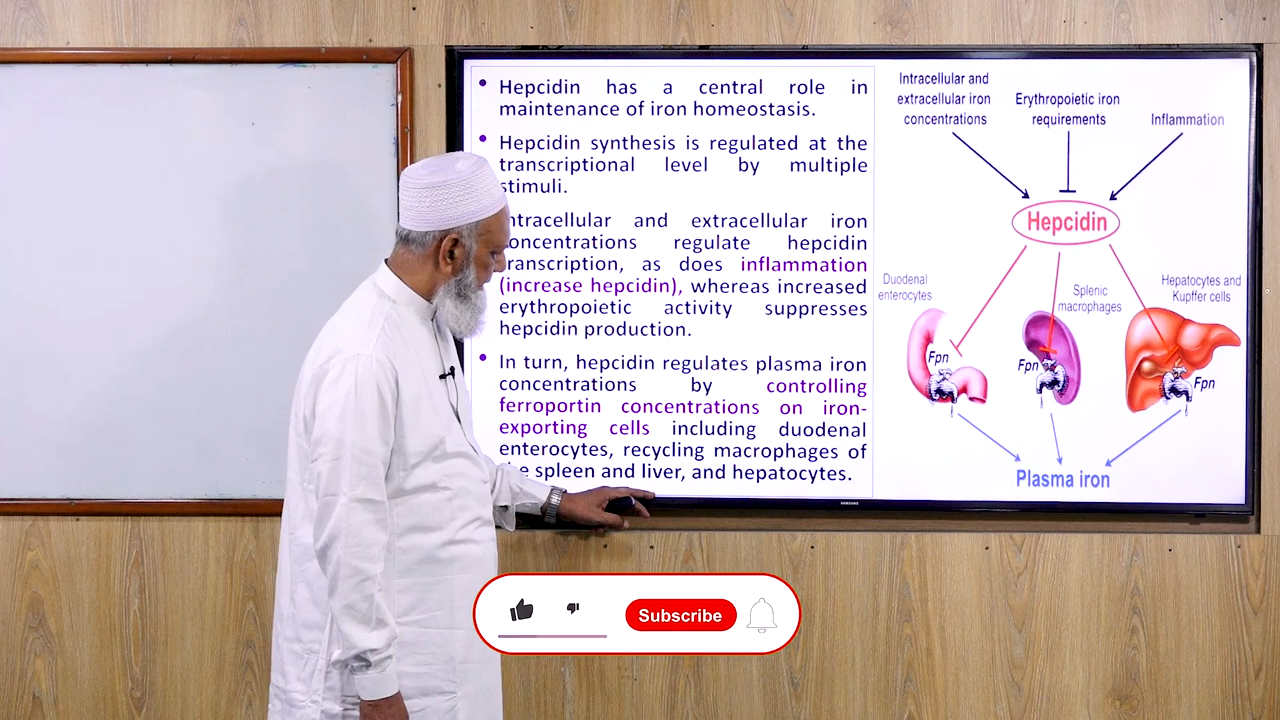 Hepcidin has a central role in
maintenance of iron homeostasis.
Hepcidin synthesis is regulated at the
transcriptional level by multiple
stimuli.
and extracellular iron
regulate hepcidin
as does inflammation
(increase hepcidin), whereas increased
erythropoietic activity suppresses
hepcidin production.
In turn, hepcidin regulates plasma iron
concentrations by controlling
ferroportin concentrations on iron-
exporting cells including duodenal
enterocytes, recycling macrophages of
spleen and liver, and hepatocytes.
Intracellular and
extracellular iron
concentrations
Erythropoietic iron
requirements
Inflammation
Hepcidin
Duodenal
enterocytes
Splenic
macrophages
Hepatocytes and
Kupffer cells
Fpn
Fpn
Fpn
Plasma iron
SAMSUNG
Subscribe